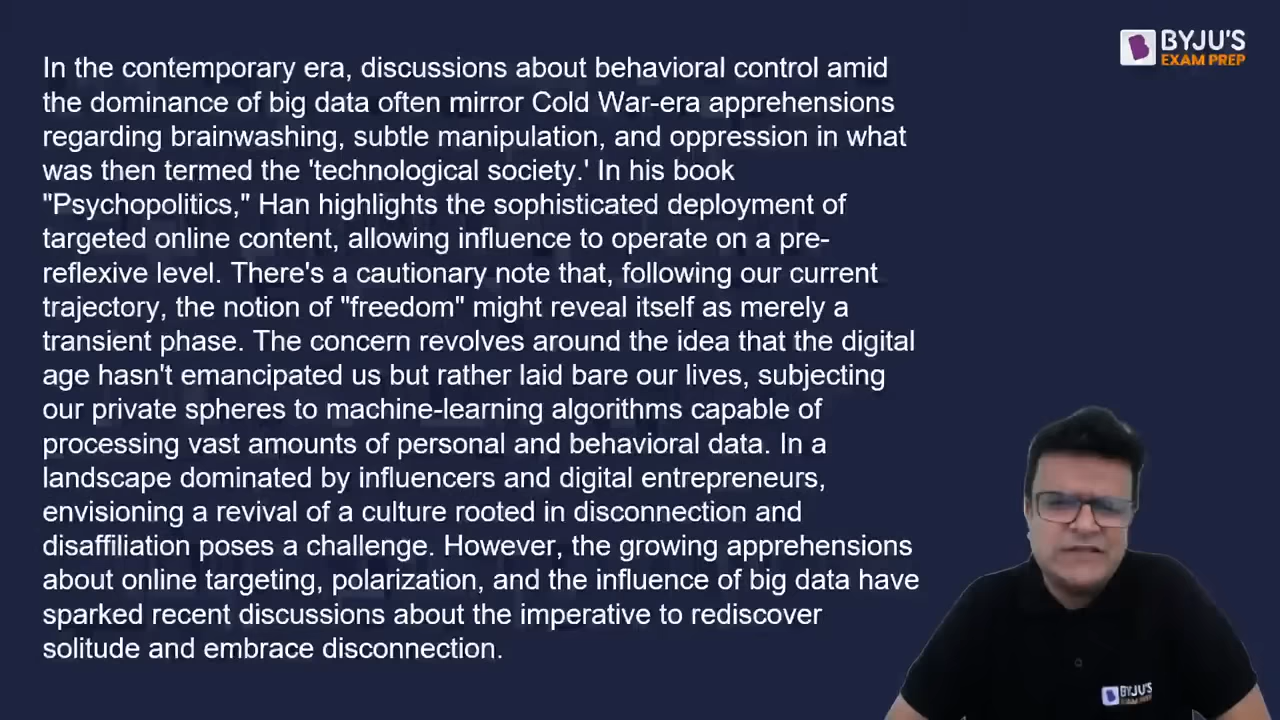 BYJU'S
EXAM PREP
In the contemporary era, discussions about behavioral control amid
the dominance of big data often mirror Cold War-era apprehensions
regarding brainwashing, subtle manipulation, and oppression in what
was then termed the 'technological society.' In his book
"Psychopolitics," Han highlights the sophisticated deployment of
targeted online content, allowing influence to operate on a pre-
reflexive level. There's a cautionary note that, following our current
trajectory, the notion of "freedom" might reveal itself as merely a
transient phase. The concern revolves around the idea that the digital
age hasn't emancipated us but rather laid bare our lives, subjecting
our private spheres to machine-learning algorithms capable of
processing vast amounts of personal and behavioral data. In a
landscape dominated by influencers and digital entrepreneurs,
envisioning a revival of a culture rooted in disconnection and
disaffiliation poses a challenge. However, the growing apprehensions
about online targeting, polarization, and the influence of big data have
sparked recent discussions about the imperative to rediscover
solitude and embrace disconnection.
BYJU'S
EXAM PREP